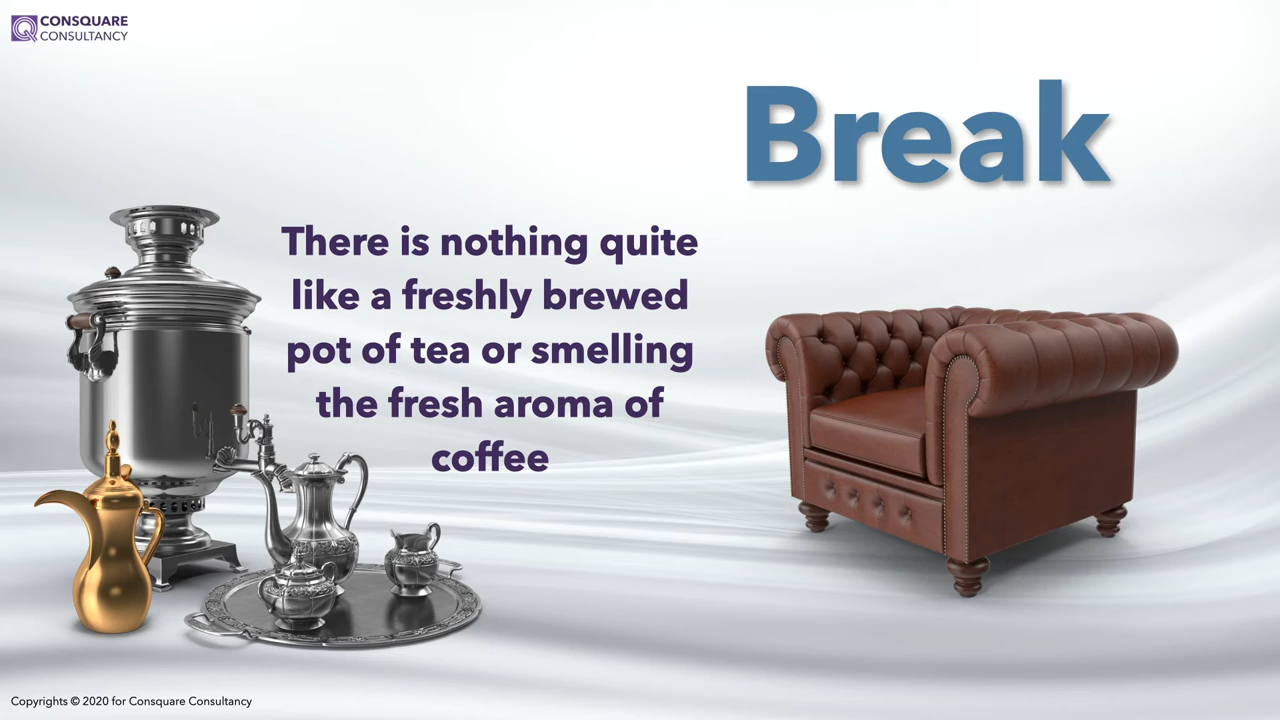 CONSQUARE
CONSULTANCY
Break
There is nothing quite
like a freshly brewed
pot of tea or smelling
the fresh aroma of
coffee
Copyrights © 2020 for Consquare Consultancy